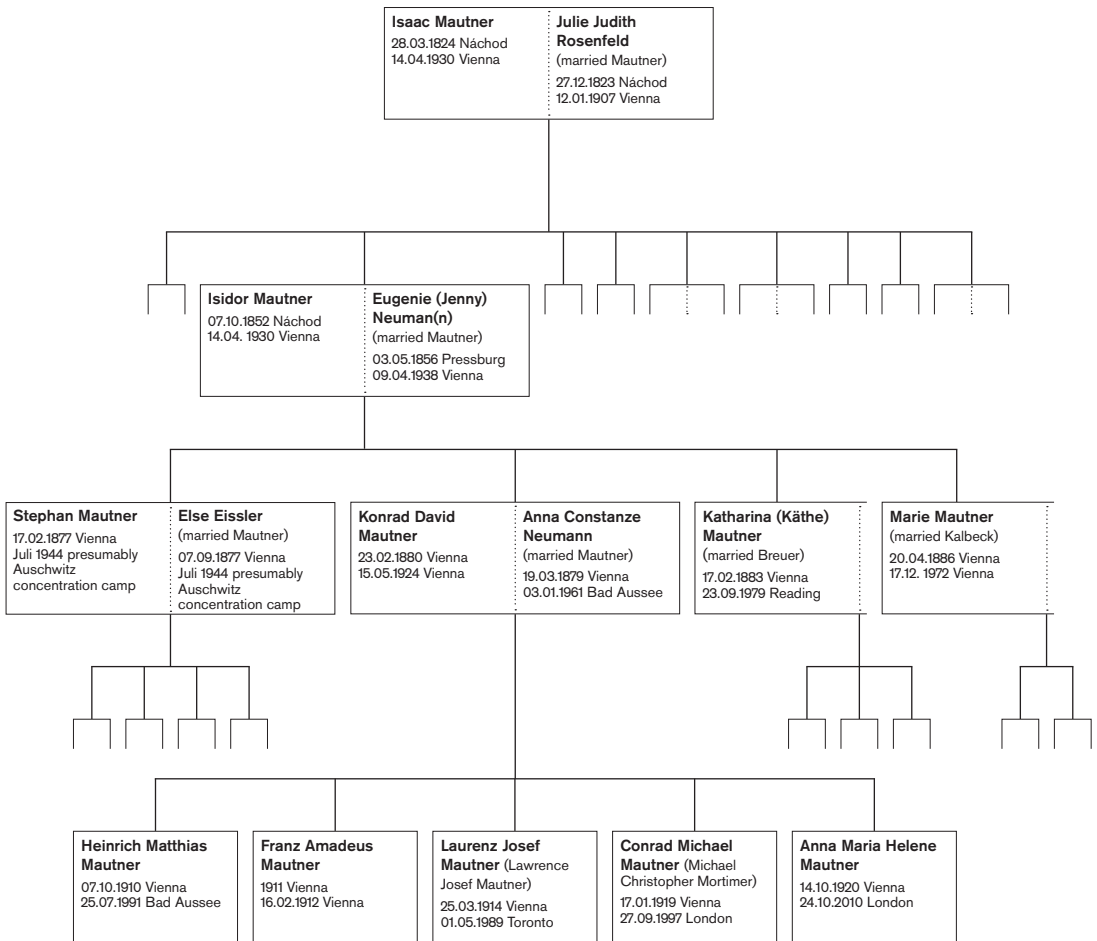 Isaac Mautner
28.03.1824 Náchod
14.04.1930 Vienna
Julie Judith
Rosenfeld
(married Mautner)
27.12.1823 Náchod
12.01.1907 Vienna
Isidor Mautner
07.10.1852 Náchod
14.04. 1930 Vienna
Eugenie (Jenny)
Neuman(n)
(married Mautner)
03.05.1856 Pressburg
09.04.1938 Vienna
Stephan Mautner
17.02.1877 Vienna
Juli 1944 presumably
Auschwitz
concentration camp
Else Eissler
(married Mautner)
07.09.1877 Vienna
Juli 1944 presumably
Auschwitz
concentration camp
Konrad David
Mautner
23.02.1880 Vienna
15.05.1924 Vienna
Anna Constanze
Neumann
(married Mautner)
19.03.1879 Vienna
03.01.1961 Bad Aussee
Katharina (Käthe)
Mautner
(married Breuer)
17.02.1883 Vienna
23.09.1979 Reading
Marie Mautner
(married Kalbeck)
20.04.1886 Vienna
17.12. 1972 Vienna
Heinrich Matthias
Mautner
07.10.1910 Vienna
25.07.1991 Bad Aussee
Franz Amadeus
Mautner
1911 Vienna
16.02.1912 Vienna
Laurenz Josef
Mautner (Lawrence
Josef Mautner)
25.03.1914 Vienna
01.05.1989 Toronto
Conrad Michael
Mautner (Michael
Christopher Mortimer)
17.01.1919 Vienna
27.09.1997 London
Anna Maria Helene
Mautner
14.10.1920 Vienna
24.10.2010 London